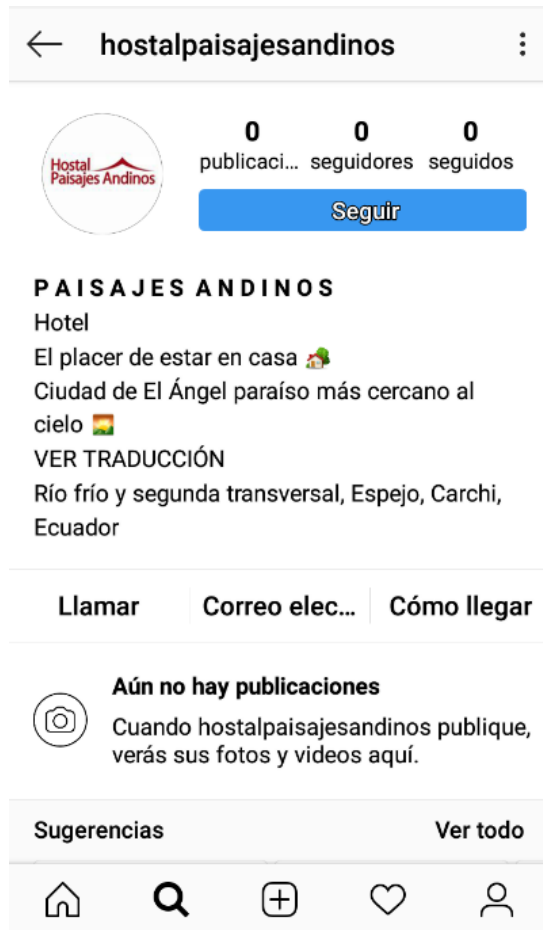 hostalpaisajesandinos
Hostal
Paisajes Andinos
0 0 0
publicaci... seguidores seguidos
Seguir
PAISAJES ANDINOS
Hotel
El placer de estar en casa 🏡
Ciudad de El Ángel paraíso más cercano al
cielo 🌄
VER TRADUCCIÓN
Río frío y segunda transversal, Espejo, Carchi,
Ecuador
Llamar Correo elec... Cómo llegar
Aún no hay publicaciones
Cuando hostalpaisajesandinos publique,
verás sus fotos y videos aquí.
Sugerencias Ver todo